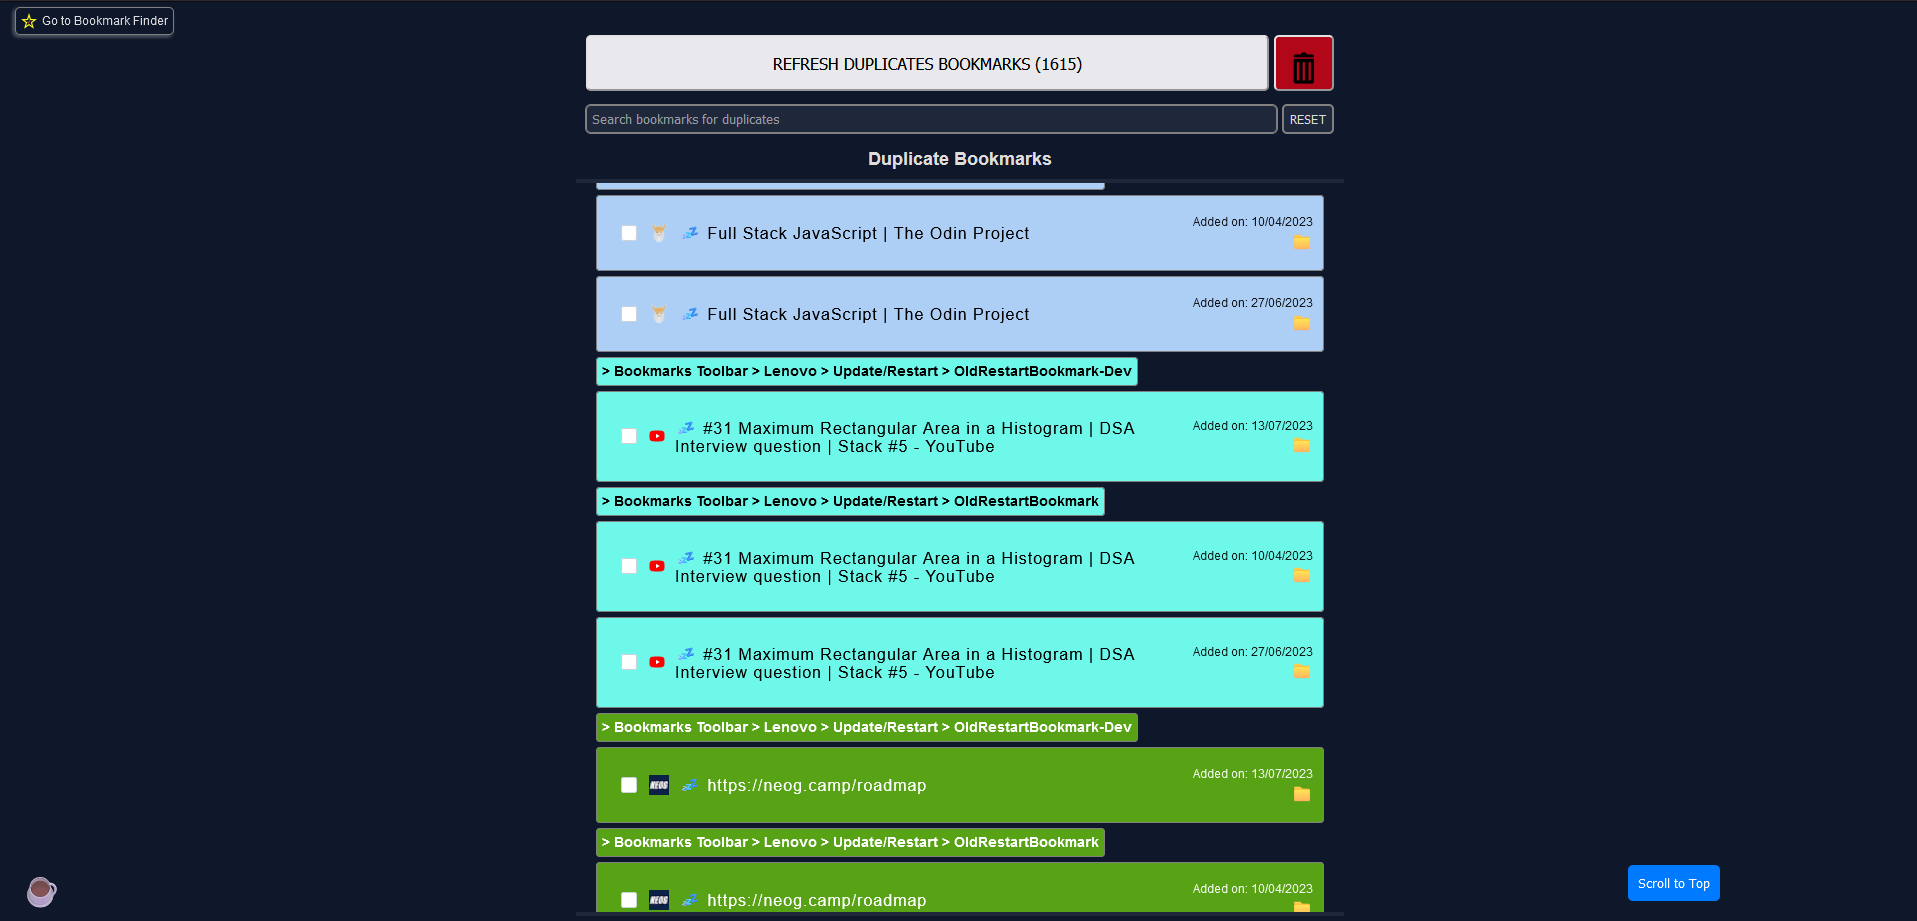 Go to Bookmark Finder
REFRESH DUPLICATES BOOKMARKS (1615)
Search bookmarks for duplicates
RESET
Duplicate Bookmarks
Full Stack JavaScript | The Odin Project
Added on: 10/04/2023
Full Stack JavaScript | The Odin Project
Added on: 27/06/2023
> Bookmarks Toolbar > Lenovo > Update/Restart > OldRestartBookmark-Dev
#31 Maximum Rectangular Area in a Histogram | DSA
Interview question | Stack #5 - YouTube
Added on: 13/07/2023
> Bookmarks Toolbar > Lenovo > Update/Restart > OldRestartBookmark
#31 Maximum Rectangular Area in a Histogram | DSA
Interview question | Stack #5 - YouTube
Added on: 10/04/2023
#31 Maximum Rectangular Area in a Histogram | DSA
Interview question | Stack #5 - YouTube
Added on: 27/06/2023
> Bookmarks Toolbar > Lenovo > Update/Restart > OldRestartBookmark-Dev
NEOG
https://neog.camp/roadmap
Added on: 13/07/2023
> Bookmarks Toolbar > Lenovo > Update/Restart > OldRestartBookmark
NEOG
https://neog.camp/roadmap
Added on: 10/04/2023
Scroll to Top